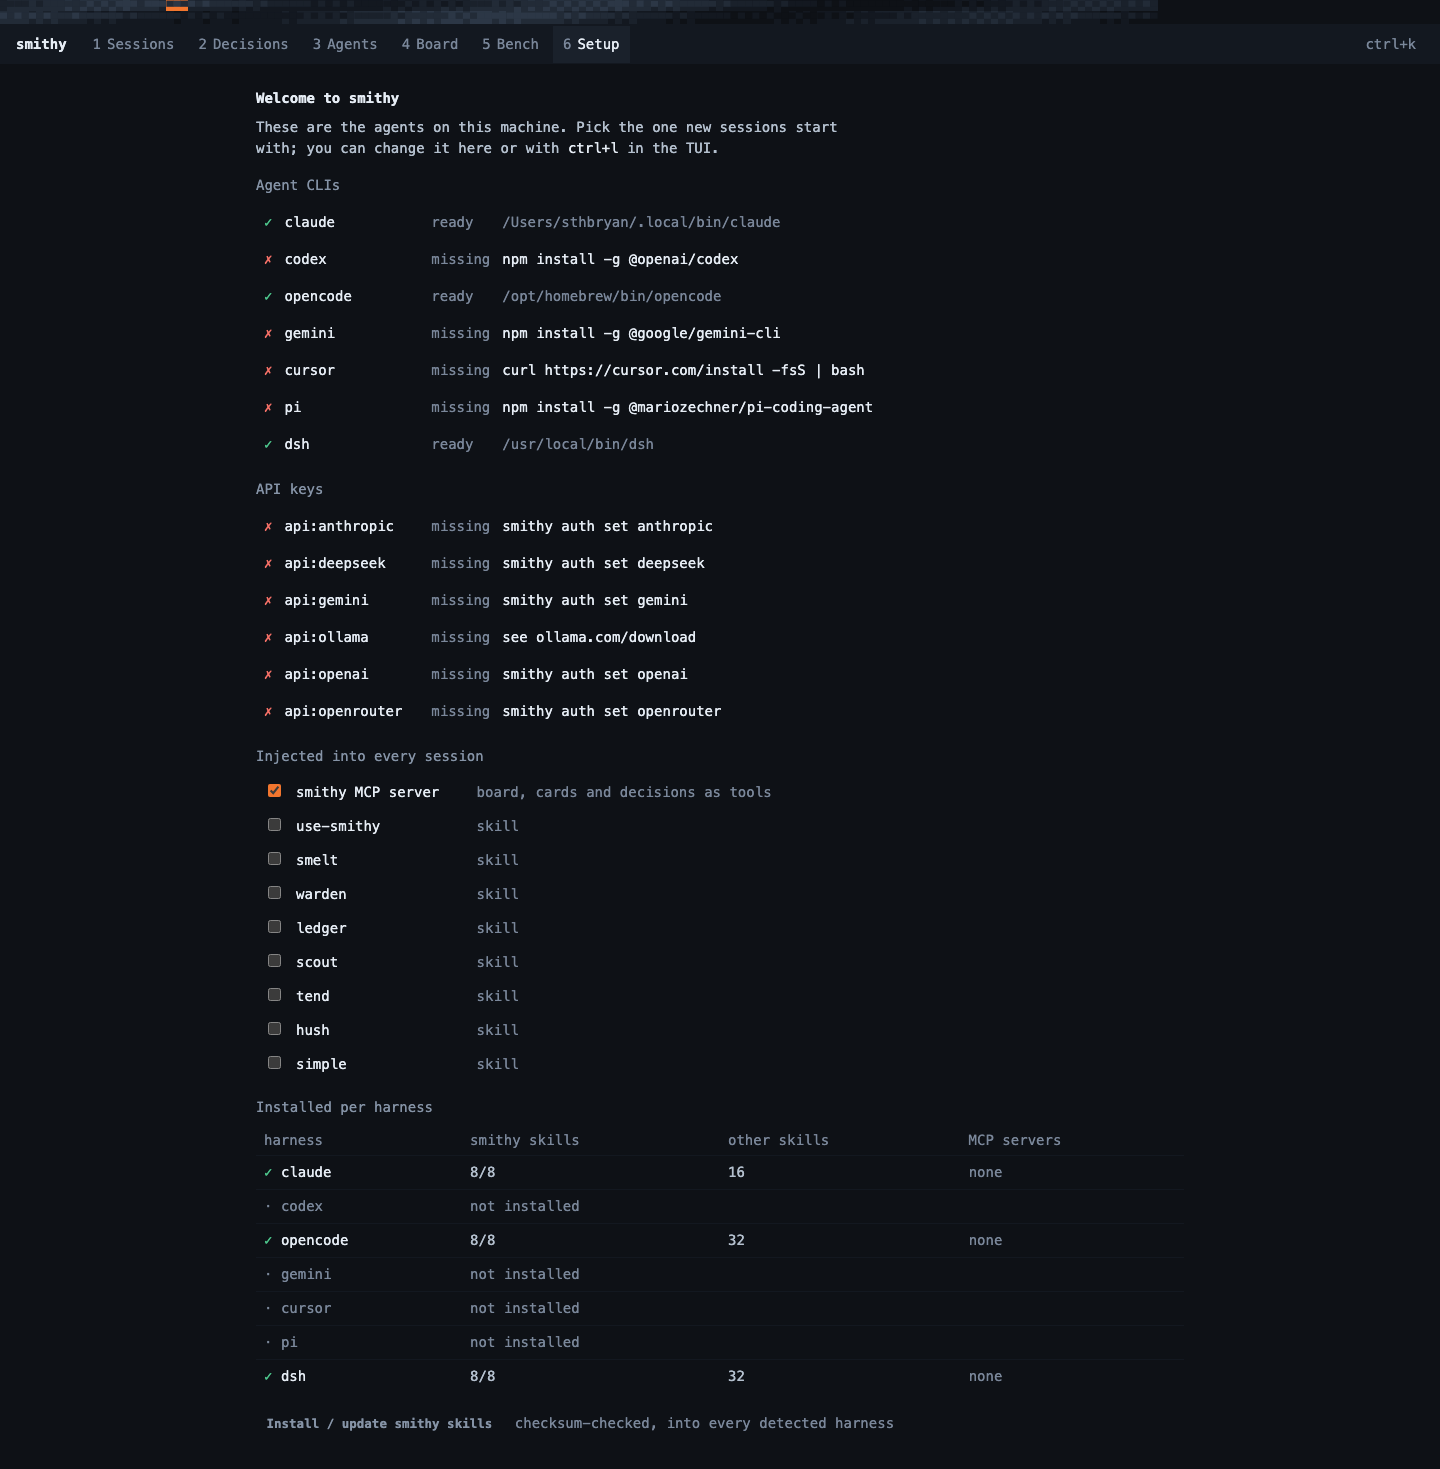 smithy 1 Sessions 2 Decisions 3 Agents 4 Board 5 Bench 6 Setup ctrl+k
Welcome to smithy
These are the agents on this machine. Pick the one new sessions start
with; you can change it here or with ctrl+l in the TUI.
Agent CLIs
✓ claude ready /Users/sthbryan/.local/bin/claude
✗ codex missing npm install -g @openai/codex
✓ opencode ready /opt/homebrew/bin/opencode
✗ gemini missing npm install -g @google/gemini-cli
✗ cursor missing curl https://cursor.com/install -fsS | bash
✗ pi missing npm install -g @mariozechner/pi-coding-agent
✓ dsh ready /usr/local/bin/dsh
API keys
✗ api:anthropic missing smithy auth set anthropic
✗ api:deepseek missing smithy auth set deepseek
✗ api:gemini missing smithy auth set gemini
✗ api:ollama missing see ollama.com/download
✗ api:openai missing smithy auth set openai
✗ api:openrouter missing smithy auth set openrouter
Injected into every session
smithy MCP server board, cards and decisions as tools
use-smithy skill
smelt skill
warden skill
ledger skill
scout skill
tend skill
hush skill
simple skill
Installed per harness
harness smithy skills other skills MCP servers
✓ claude 8/8 16 none
· codex not installed
✓ opencode 8/8 32 none
· gemini not installed
· cursor not installed
· pi not installed
✓ dsh 8/8 32 none
Install / update smithy skills checksum-checked, into every detected harness